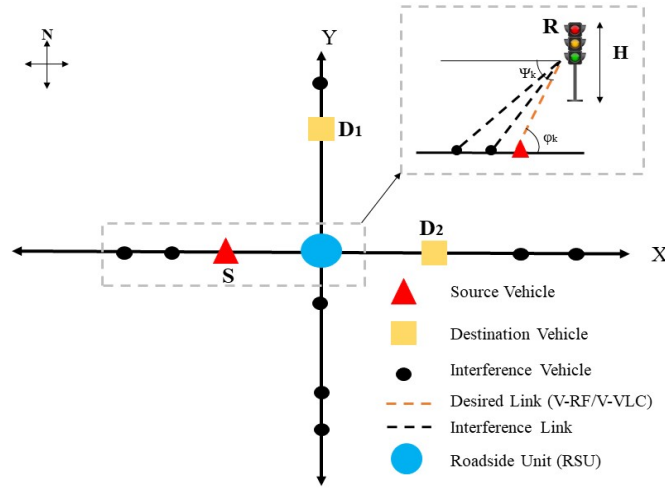 N
Y
R
H
Ψk
φk
D1
D2
S
X
Source Vehicle
Destination Vehicle
Interference Vehicle
Desired Link (V-RF/V-VLC)
Interference Link
Roadside Unit (RSU)